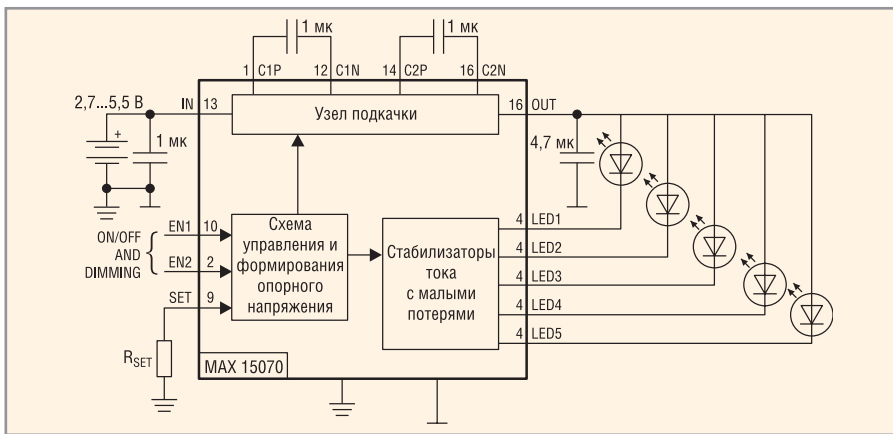 1 мк
1 мк
1 C1P
12 C1N
14 C2P
16 C2N
2,7...5,5 В
IN 13
Узел подкачки
16 OUT
+
1 мк
4,7 мк
EN1 10
ON/OFF
AND
DIMMING
EN2 2
SET 9
Схема
управления и
формирования
опорного
напряжения
Стабилизаторы
тока
с малыми
потерями
4 LED1
4 LED2
4 LED3
4 LED4
4 LED5
RSET
MAX 15070